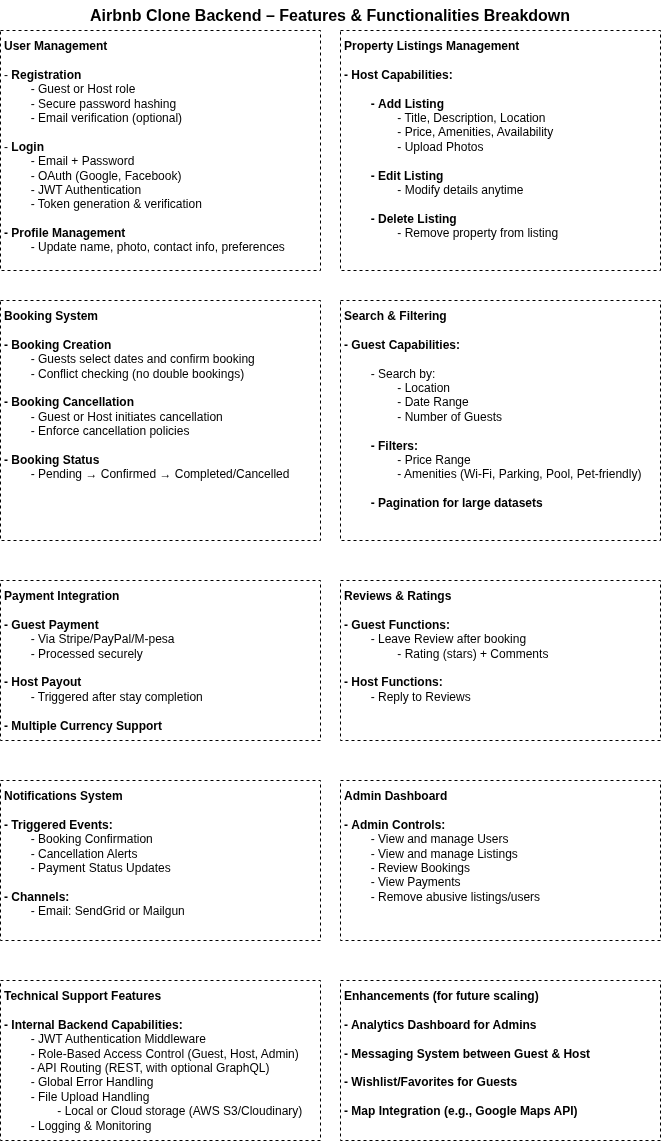 Airbnb Clone Backend – Features & Functionalities Breakdown
User Management
- Registration
- Guest or Host role
- Secure password hashing
- Email verification (optional)
- Login
- Email + Password
- OAuth (Google, Facebook)
- JWT Authentication
- Token generation & verification
- Profile Management
- Update name, photo, contact info, preferences
Property Listings Management
- Host Capabilities:
- Add Listing
- Title, Description, Location
- Price, Amenities, Availability
- Upload Photos
- Edit Listing
- Modify details anytime
- Delete Listing
- Remove property from listing
Booking System
- Booking Creation
- Guests select dates and confirm booking
- Conflict checking (no double bookings)
- Booking Cancellation
- Guest or Host initiates cancellation
- Enforce cancellation policies
- Booking Status
- Pending → Confirmed → Completed/Cancelled
Search & Filtering
- Guest Capabilities:
- Search by:
- Location
- Date Range
- Number of Guests
- Filters:
- Price Range
- Amenities (Wi-Fi, Parking, Pool, Pet-friendly)
- Pagination for large datasets
Payment Integration
- Guest Payment
- Via Stripe/PayPal/M-pesa
- Processed securely
- Host Payout
- Triggered after stay completion
- Multiple Currency Support
Reviews & Ratings
- Guest Functions:
- Leave Review after booking
- Rating (stars) + Comments
- Host Functions:
- Reply to Reviews
Notifications System
- Triggered Events:
- Booking Confirmation
- Cancellation Alerts
- Payment Status Updates
- Channels:
- Email: SendGrid or Mailgun
Admin Dashboard
- Admin Controls:
- View and manage Users
- View and manage Listings
- Review Bookings
- View Payments
- Remove abusive listings/users
Technical Support Features
- Internal Backend Capabilities:
- JWT Authentication Middleware
- Role-Based Access Control (Guest, Host, Admin)
- API Routing (REST, with optional GraphQL)
- Global Error Handling
- File Upload Handling
- Local or Cloud storage (AWS S3/Cloudinary)
- Logging & Monitoring
Enhancements (for future scaling)
- Analytics Dashboard for Admins
- Messaging System between Guest & Host
- Wishlist/Favorites for Guests
- Map Integration (e.g., Google Maps API)